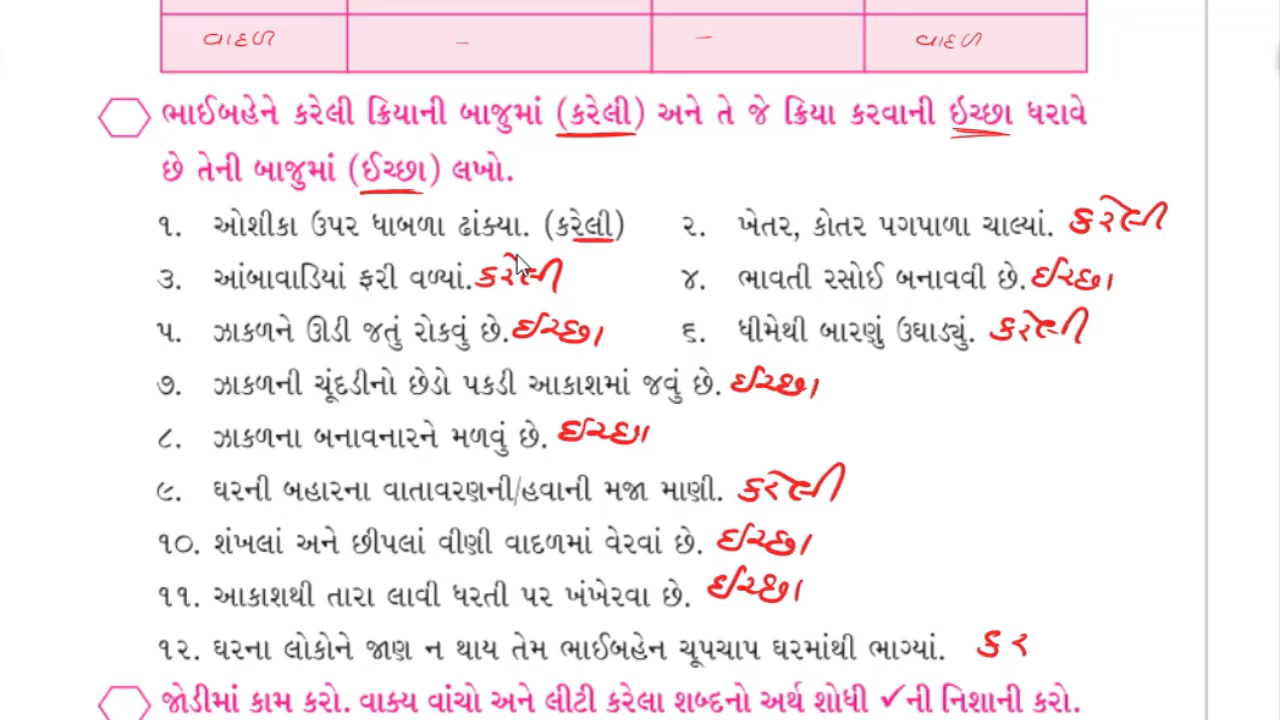 વાદળ – – વાદળ
ભાઈબહેને કરેલી ક્રિયાની બાજુમાં (કરેલી) અને તે જે ક્રિયા કરવાની ઇચ્છા ધરાવે
છે તેની બાજુમાં (ઈચ્છા) લખો.
૧. ઓશીકા ઉપર ધાબળા ઢાંક્યા. (કરેલી) ૨. ખેતર, કોતર પગપાળા ચાલ્યાં. કરેલી
૩. આંબાવાડિયાં ફરી વળ્યાં. કરેલી ૪. ભાવતી રસોઈ બનાવવી છે. ઈચ્છા
૫. ઝાકળને ઊડી જતું રોકવું છે. ઈચ્છા ૬. ધીમેથી બારણું ઉઘાડ્યું. કરેલી
૭. ઝાકળની ચૂંદડીનો છેડો પકડી આકાશમાં જવું છે. ઈચ્છા
૮. ઝાકળના બનાવનારને મળવું છે. ઈચ્છા
૯. ઘરની બહારના વાતાવરણની/હવાની મજા માણી. કરેલી
૧૦. શંખલાં અને છીપલાં વીણી વાદળમાં વેરવાં છે. ઈચ્છા
૧૧. આકાશથી તારા લાવી ધરતી પર ખંખેરવા છે. ઈચ્છા
૧૨. ઘરના લોકોને જાણ ન થાય તેમ ભાઈબહેન ચૂપચાપ ઘરમાંથી ભાગ્યાં. કર
જોડીમાં કામ કરો. વાક્ય વાંચો અને લીટી કરેલા શબ્દનો અર્થ શોધી ✓ની નિશાની કરો.